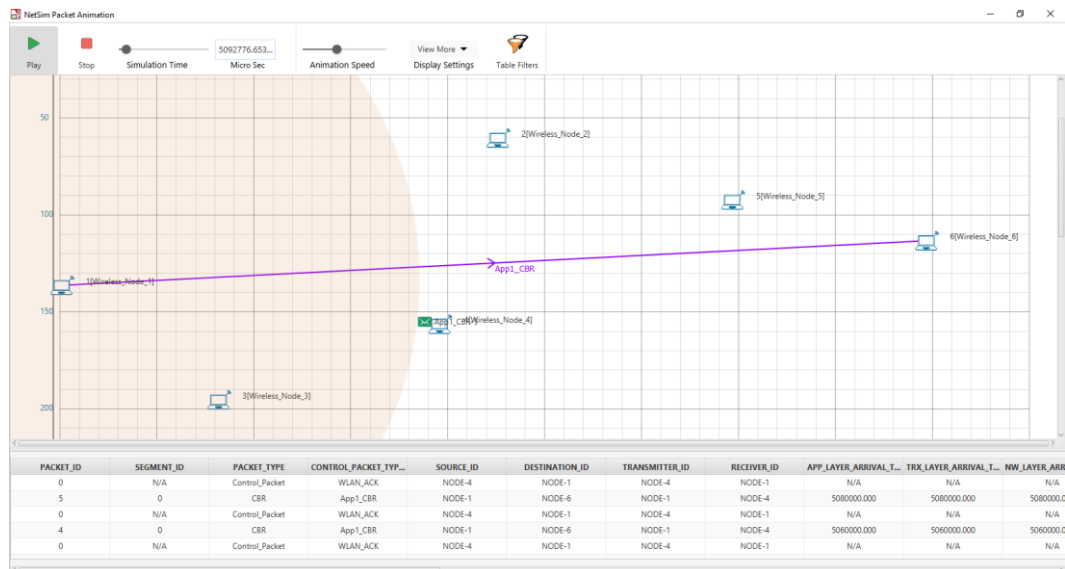 NetSim Packet Animation
Play
Stop
Simulation Time
5092776.653...
Micro Sec
Animation Speed
View More
Display Settings
Table Filters
50
2[Wireless_Node_2]
5[Wireless_Node_5]
100
6[Wireless_Node_6]
App1_CBR
1[Wireless_Node_1]
150
App1_CBR-5
4[Wireless_Node_4]
3[Wireless_Node_3]
200
PACKET_ID SEGMENT_ID PACKET_TYPE CONTROL_PACKET_TYP... SOURCE_ID DESTINATION_ID TRANSMITTER_ID RECEIVER_ID APP_LAYER_ARRIVAL_T... TRX_LAYER_ARRIVAL_T... NW_LAYER_ARR
0 N/A Control_Packet WLAN_ACK NODE-4 NODE-1 NODE-4 NODE-1 N/A N/A N/A
5 0 CBR App1_CBR NODE-1 NODE-6 NODE-1 NODE-4 5080000.000 5080000.000 5080000.0
0 N/A Control_Packet WLAN_ACK NODE-4 NODE-1 NODE-4 NODE-1 N/A N/A N/A
4 0 CBR App1_CBR NODE-1 NODE-6 NODE-1 NODE-4 5060000.000 5060000.000 5060000.0
0 N/A Control_Packet WLAN_ACK NODE-4 NODE-1 NODE-4 NODE-1 N/A N/A N/A